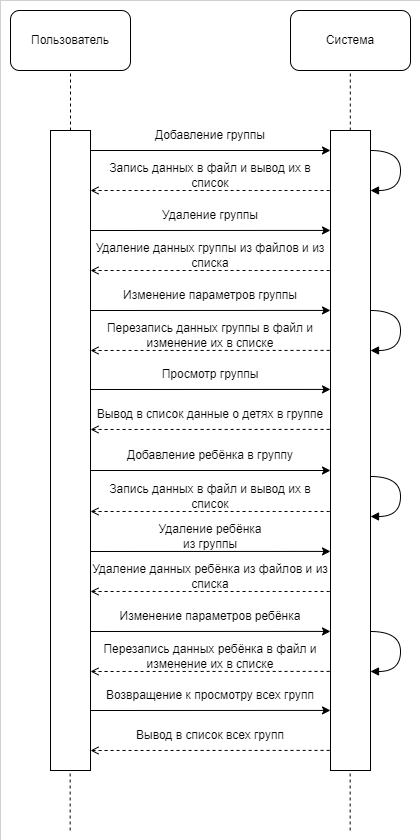 Пользователь
Система
Добавление группы
Запись данных в файл и вывод их в
список
Удаление группы
Удаление данных группы из файлов и из
списка
Изменение параметров группы
Перезапись данных группы в файл и
изменение их в списке
Просмотр группы
Вывод в список данные о детях в группе
Добавление ребёнка в группу
Запись данных в файл и вывод их в
список
Удаление ребёнка
из группы
Удаление данных ребёнка из файлов и из
списка
Изменение параметров ребёнка
Перезапись данных ребёнка в файл и
изменение их в списке
Возвращение к просмотру всех групп
Вывод в список всех групп